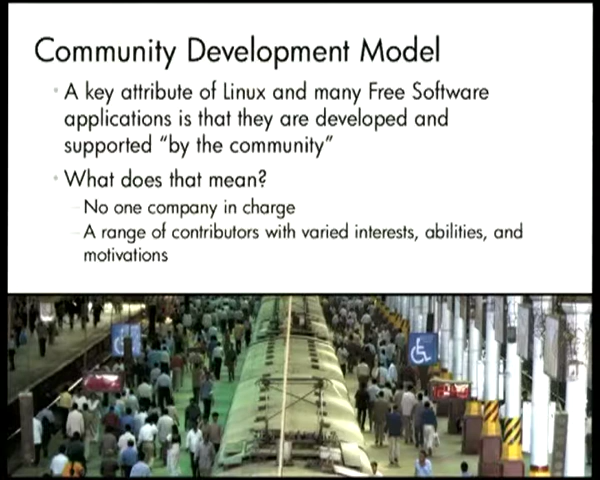 Community Development Model
A key attribute of Linux and many Free Software
applications is that they are developed and
supported “by the community”
What does that mean?
No one company in charge
A range of contributors with varied interests, abilities, and
motivations